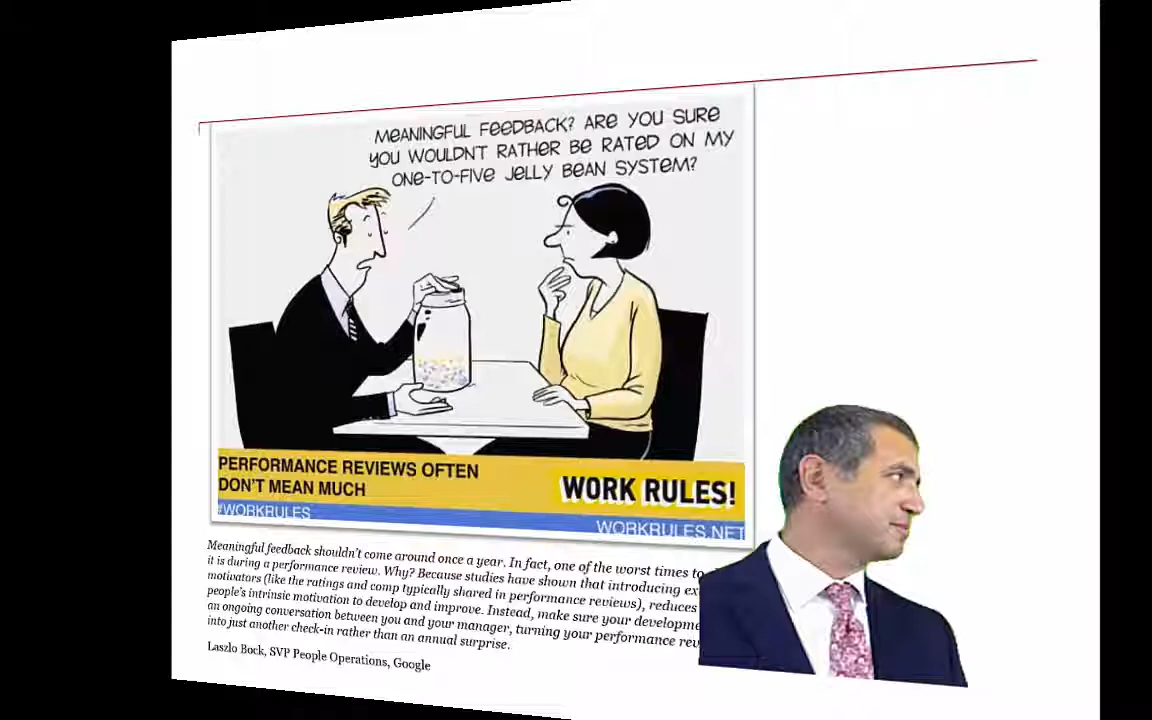 MEANINGFUL FEEDBACK? ARE YOU SURE
YOU WOULDN'T RATHER BE RATED ON MY
ONE-TO-FIVE JELLY BEAN SYSTEM?
PERFORMANCE REVIEWS OFTEN
DON'T MEAN MUCH
WORK RULES!
#WORKRULES
WORKRULES.NET
Meaningful feedback shouldn't come around once a year. In fact, one of the worst times to
it is during a performance review. Why? Because studies have shown that introducing ex
motivators (like the ratings and comp typically shared in performance reviews), reduces
people's intrinsic motivation to develop and improve. Instead, make sure your developme
an ongoing conversation between you and your manager, turning your performance rev
into just another check-in rather than an annual surprise.
Laszlo Bock, SVP People Operations, Google